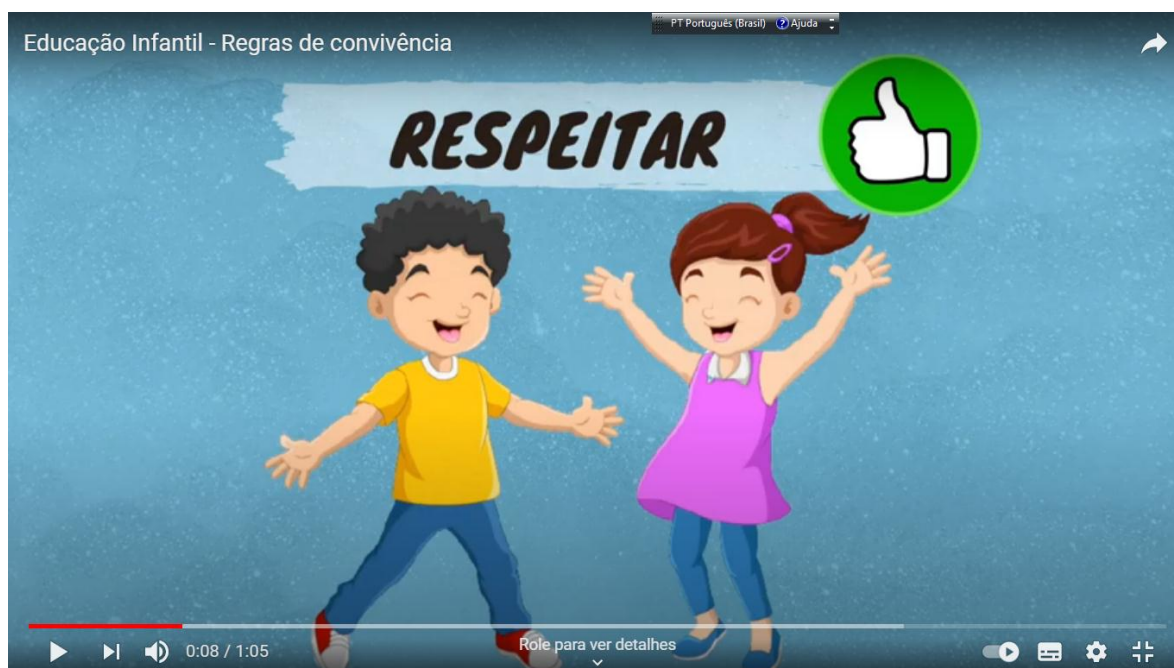 PT Português (Brasil) Ajuda
Educação Infantil - Regras de convivência
RESPEITAR
0:08 / 1:05
Role para ver detalhes